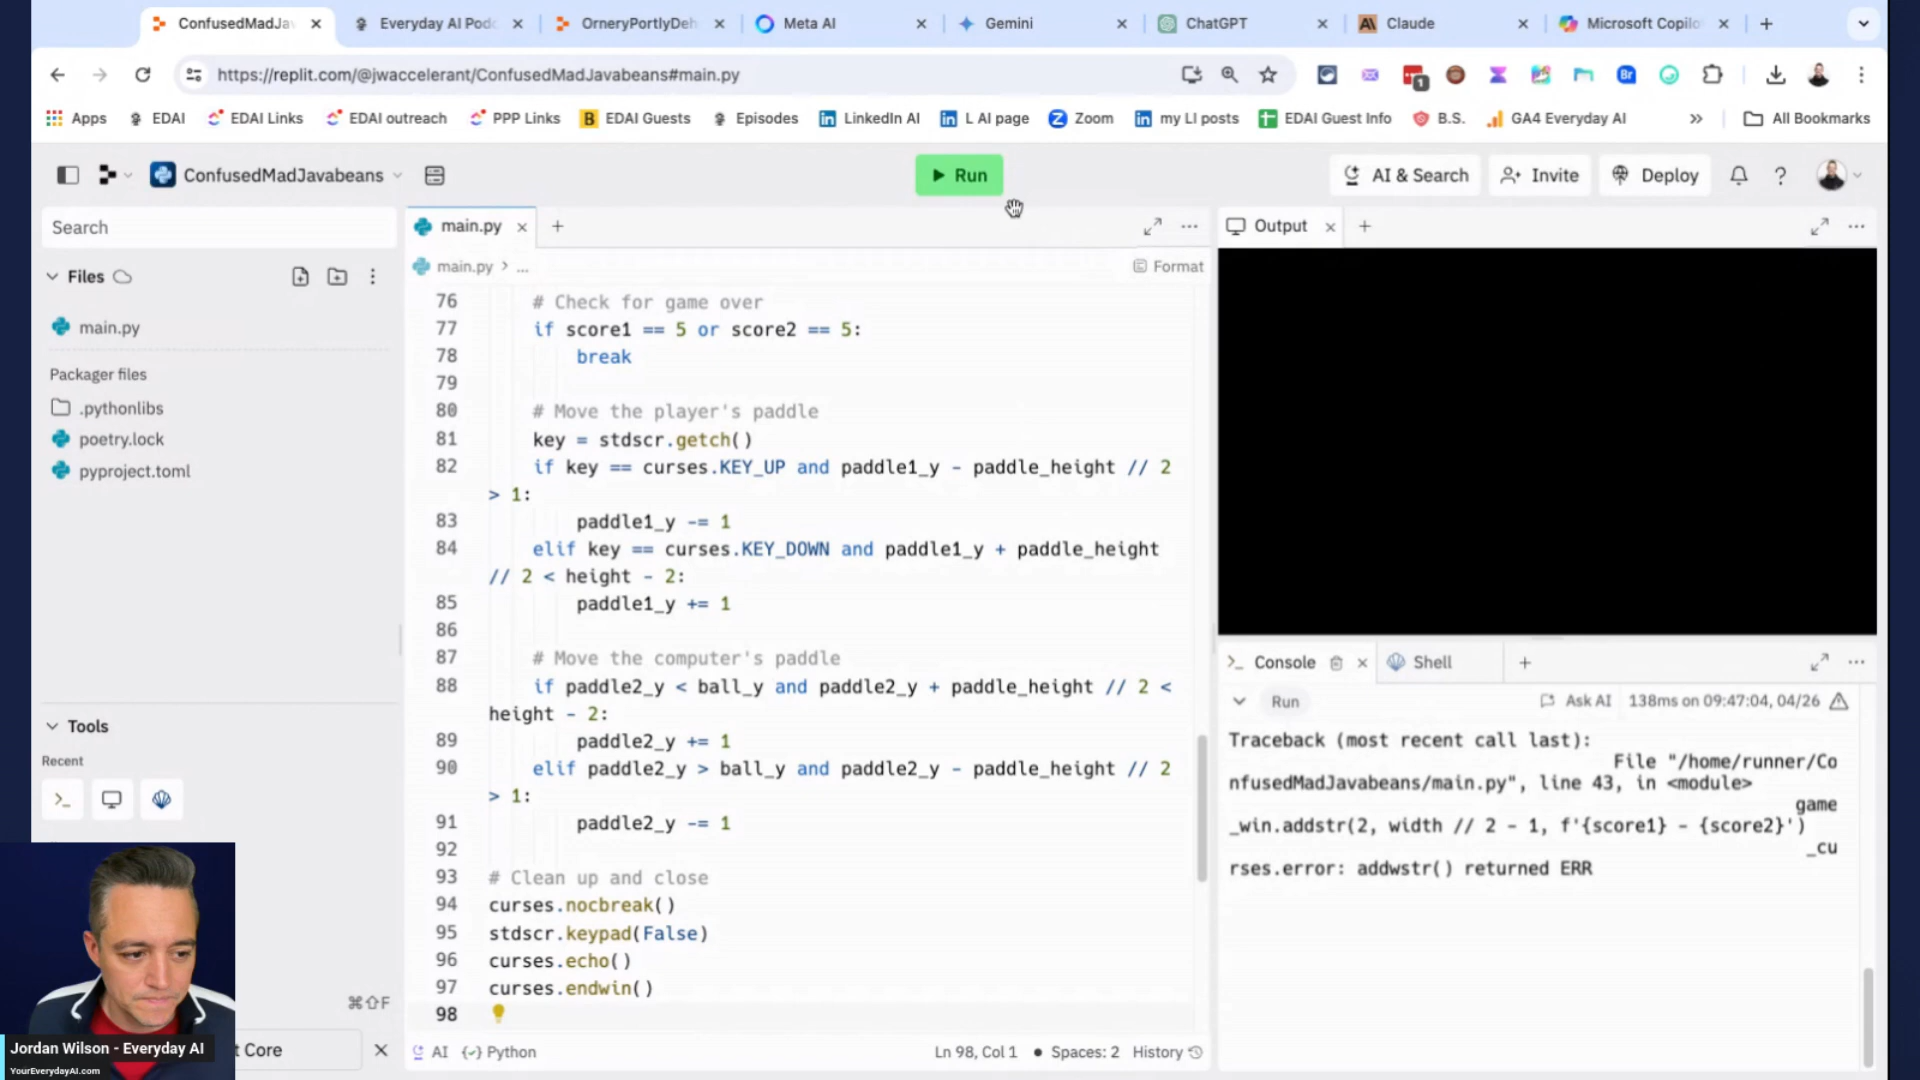 ConfusedMadJav
Everyday AI Podc
OrneryPortlyDeh
Meta AI
Gemini
ChatGPT
Claude
Microsoft Copilo
https://replit.com/@jwaccelerant/ConfusedMadJavabeans#main.py
1
Br
Apps
EDAI
EDAI Links
EDAI outreach
PPP Links
B
EDAI Guests
Episodes
LinkedIn AI
L AI page
Zoom
my LI posts
EDAI Guest Info
B.S.
GA4 Everyday AI
»
All Bookmarks
ConfusedMadJavabeans
Run
AI & Search
Invite
Deploy
Search
Files
main.py
Packager files
.pythonlibs
poetry.lock
pyproject.toml
Tools
Recent
⌘⇧F
t Core
main.py
main.py > ...
Format
76 # Check for game over
77 if score1 == 5 or score2 == 5:
78 break
79
80 # Move the player's paddle
81 key = stdscr.getch()
82 if key == curses.KEY_UP and paddle1_y - paddle_height // 2
> 1:
83 paddle1_y -= 1
84 elif key == curses.KEY_DOWN and paddle1_y + paddle_height
// 2 < height - 2:
85 paddle1_y += 1
86
87 # Move the computer's paddle
88 if paddle2_y < ball_y and paddle2_y + paddle_height // 2 <
height - 2:
89 paddle2_y += 1
90 elif paddle2_y > ball_y and paddle2_y - paddle_height // 2
> 1:
91 paddle2_y -= 1
92
93 # Clean up and close
94 curses.nocbreak()
95 stdscr.keypad(False)
96 curses.echo()
97 curses.endwin()
98
AI
Python
Ln 98, Col 1 • Spaces: 2 History
Output
Console
Shell
Run
Ask AI
138ms on 09:47:04, 04/26
Traceback (most recent call last):
File "/home/runner/Co
nfusedMadJavabeans/main.py", line 43, in <module>
game
_win.addstr(2, width // 2 - 1, f'{score1} - {score2}')
_cu
rses.error: addwstr() returned ERR
Jordan Wilson - Everyday AI
YourEverydayAI.com